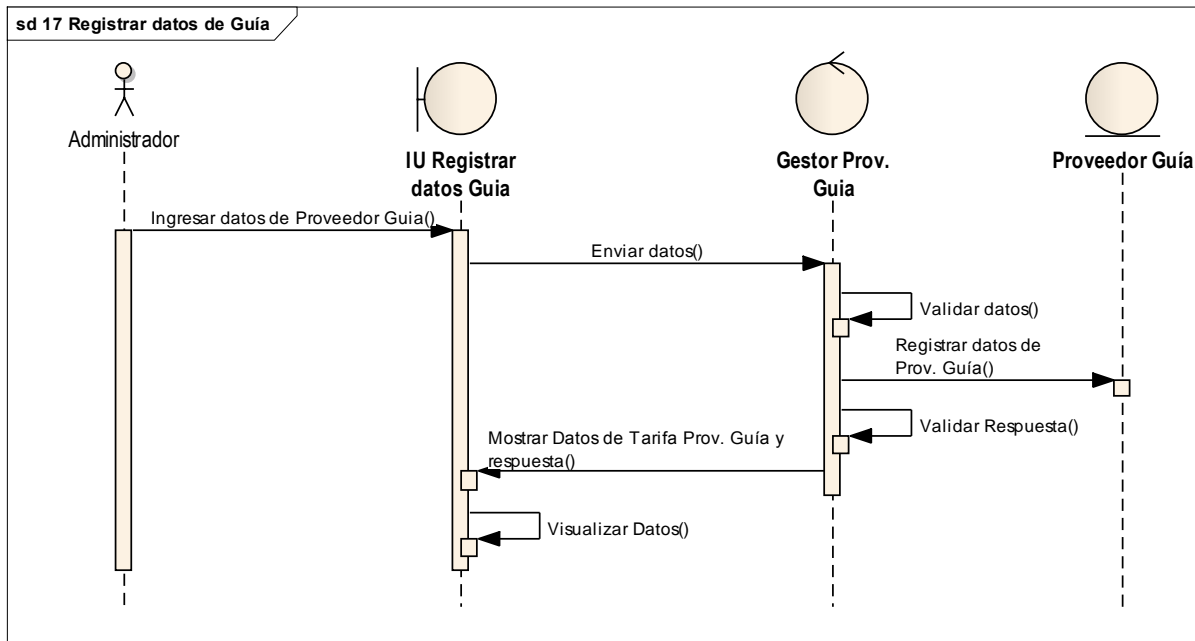 sd 17 Registrar datos de Guía
Administrador
IU Registrar
datos Guia
Gestor Prov.
Guia
Proveedor Guía
Ingresar datos de Proveedor Guia()
Enviar datos()
Validar datos()
Registrar datos de
Prov. Guía()
Validar Respuesta()
Mostrar Datos de Tarifa Prov. Guía y
respuesta()
Visualizar Datos()